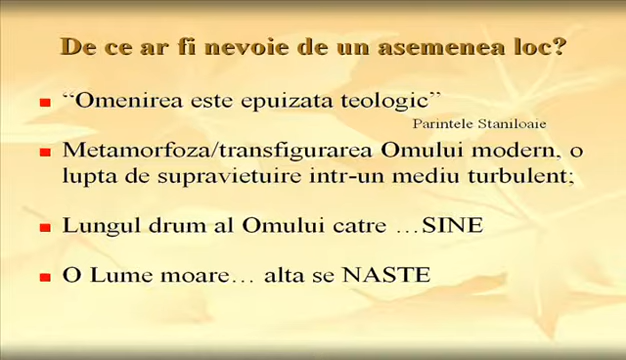 De ce ar fi nevoie de un asemenea loc?
“Omenirea este epuizata teologic”
Parintele Staniloaie
Metamorfoza/transfigurarea Omului modern, o
lupta de supravietuire intr-un mediu turbulent;
Lungul drum al Omului catre …SINE
O Lume moare… alta se NASTE